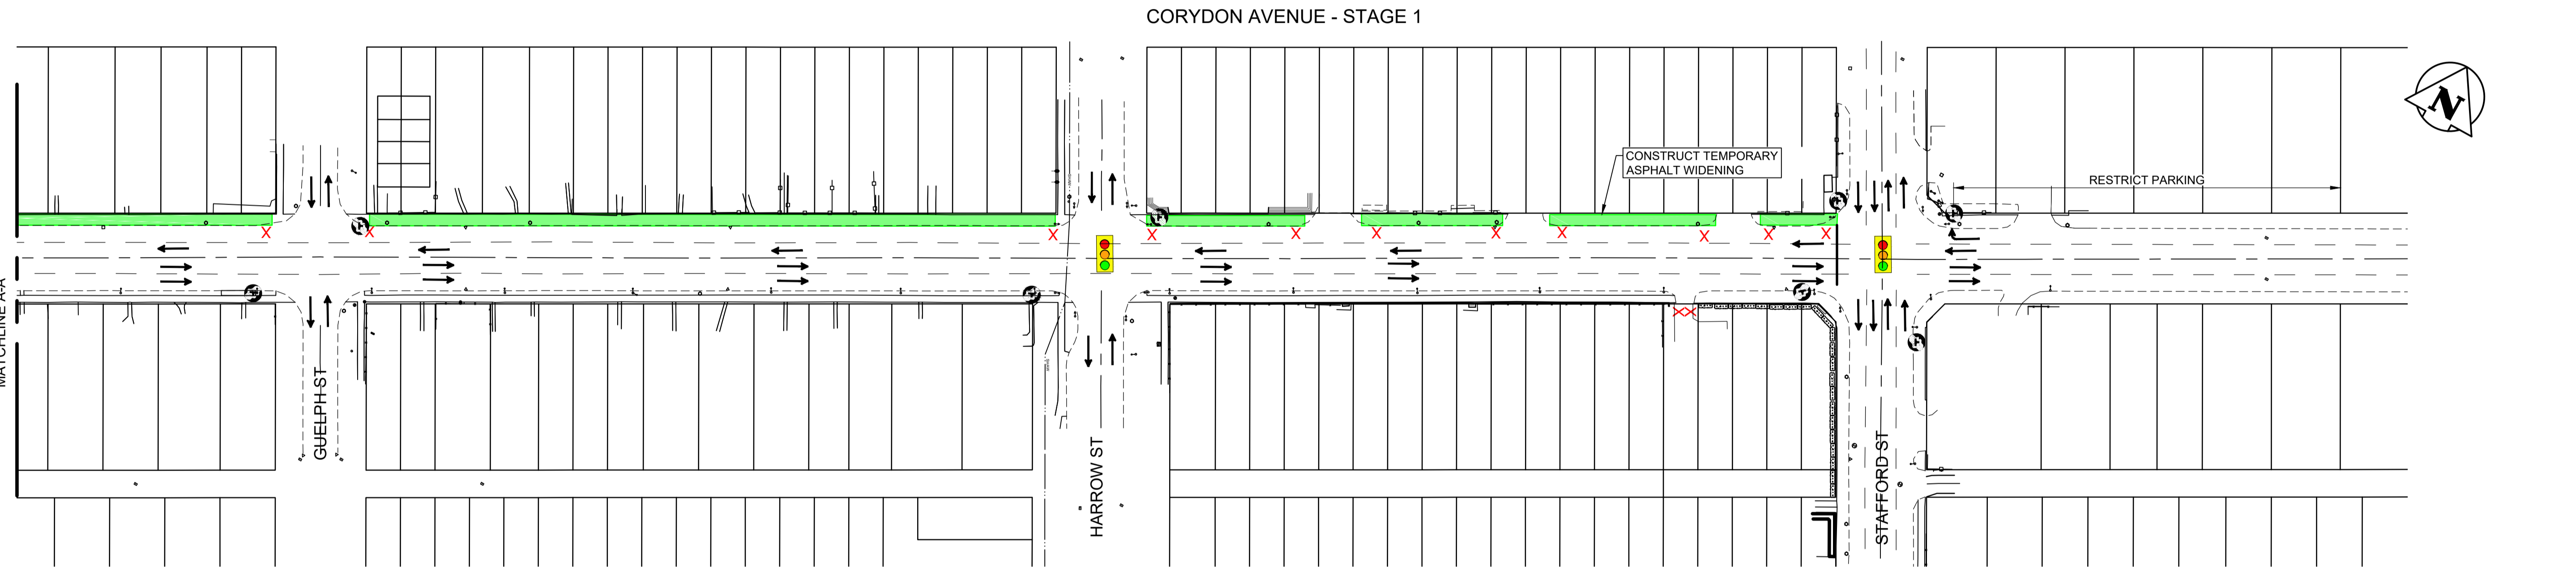 CORYDON AVENUE - STAGE 1
CONSTRUCT TEMPORARY
ASPHALT WIDENING
RESTRICT PARKING
N
MATCHLINE A-A
GUELPH ST
HARROW ST
STAFFORD ST